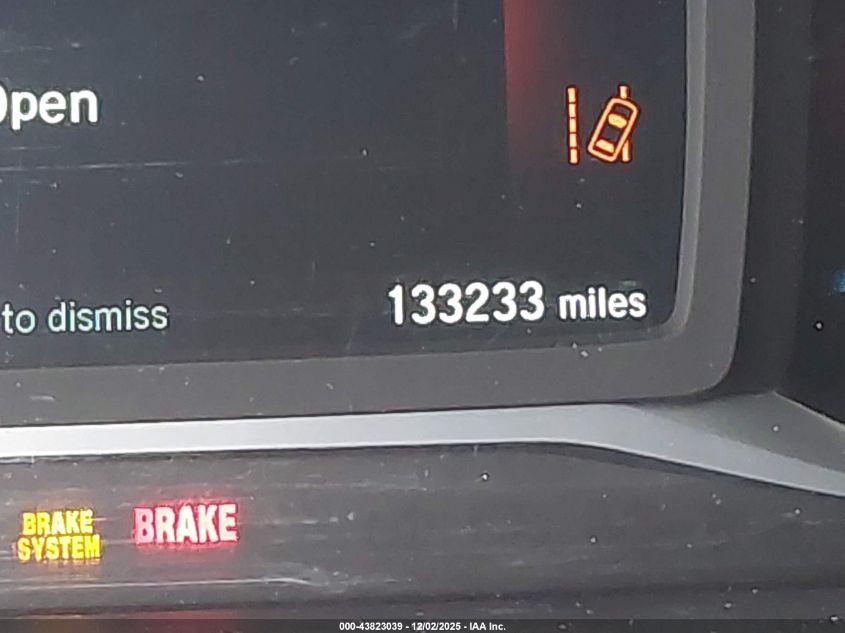 Open
to dismiss
133233 miles
BRAKE
SYSTEM
BRAKE
000-43823039 - 12/02/2025 - IAA Inc.